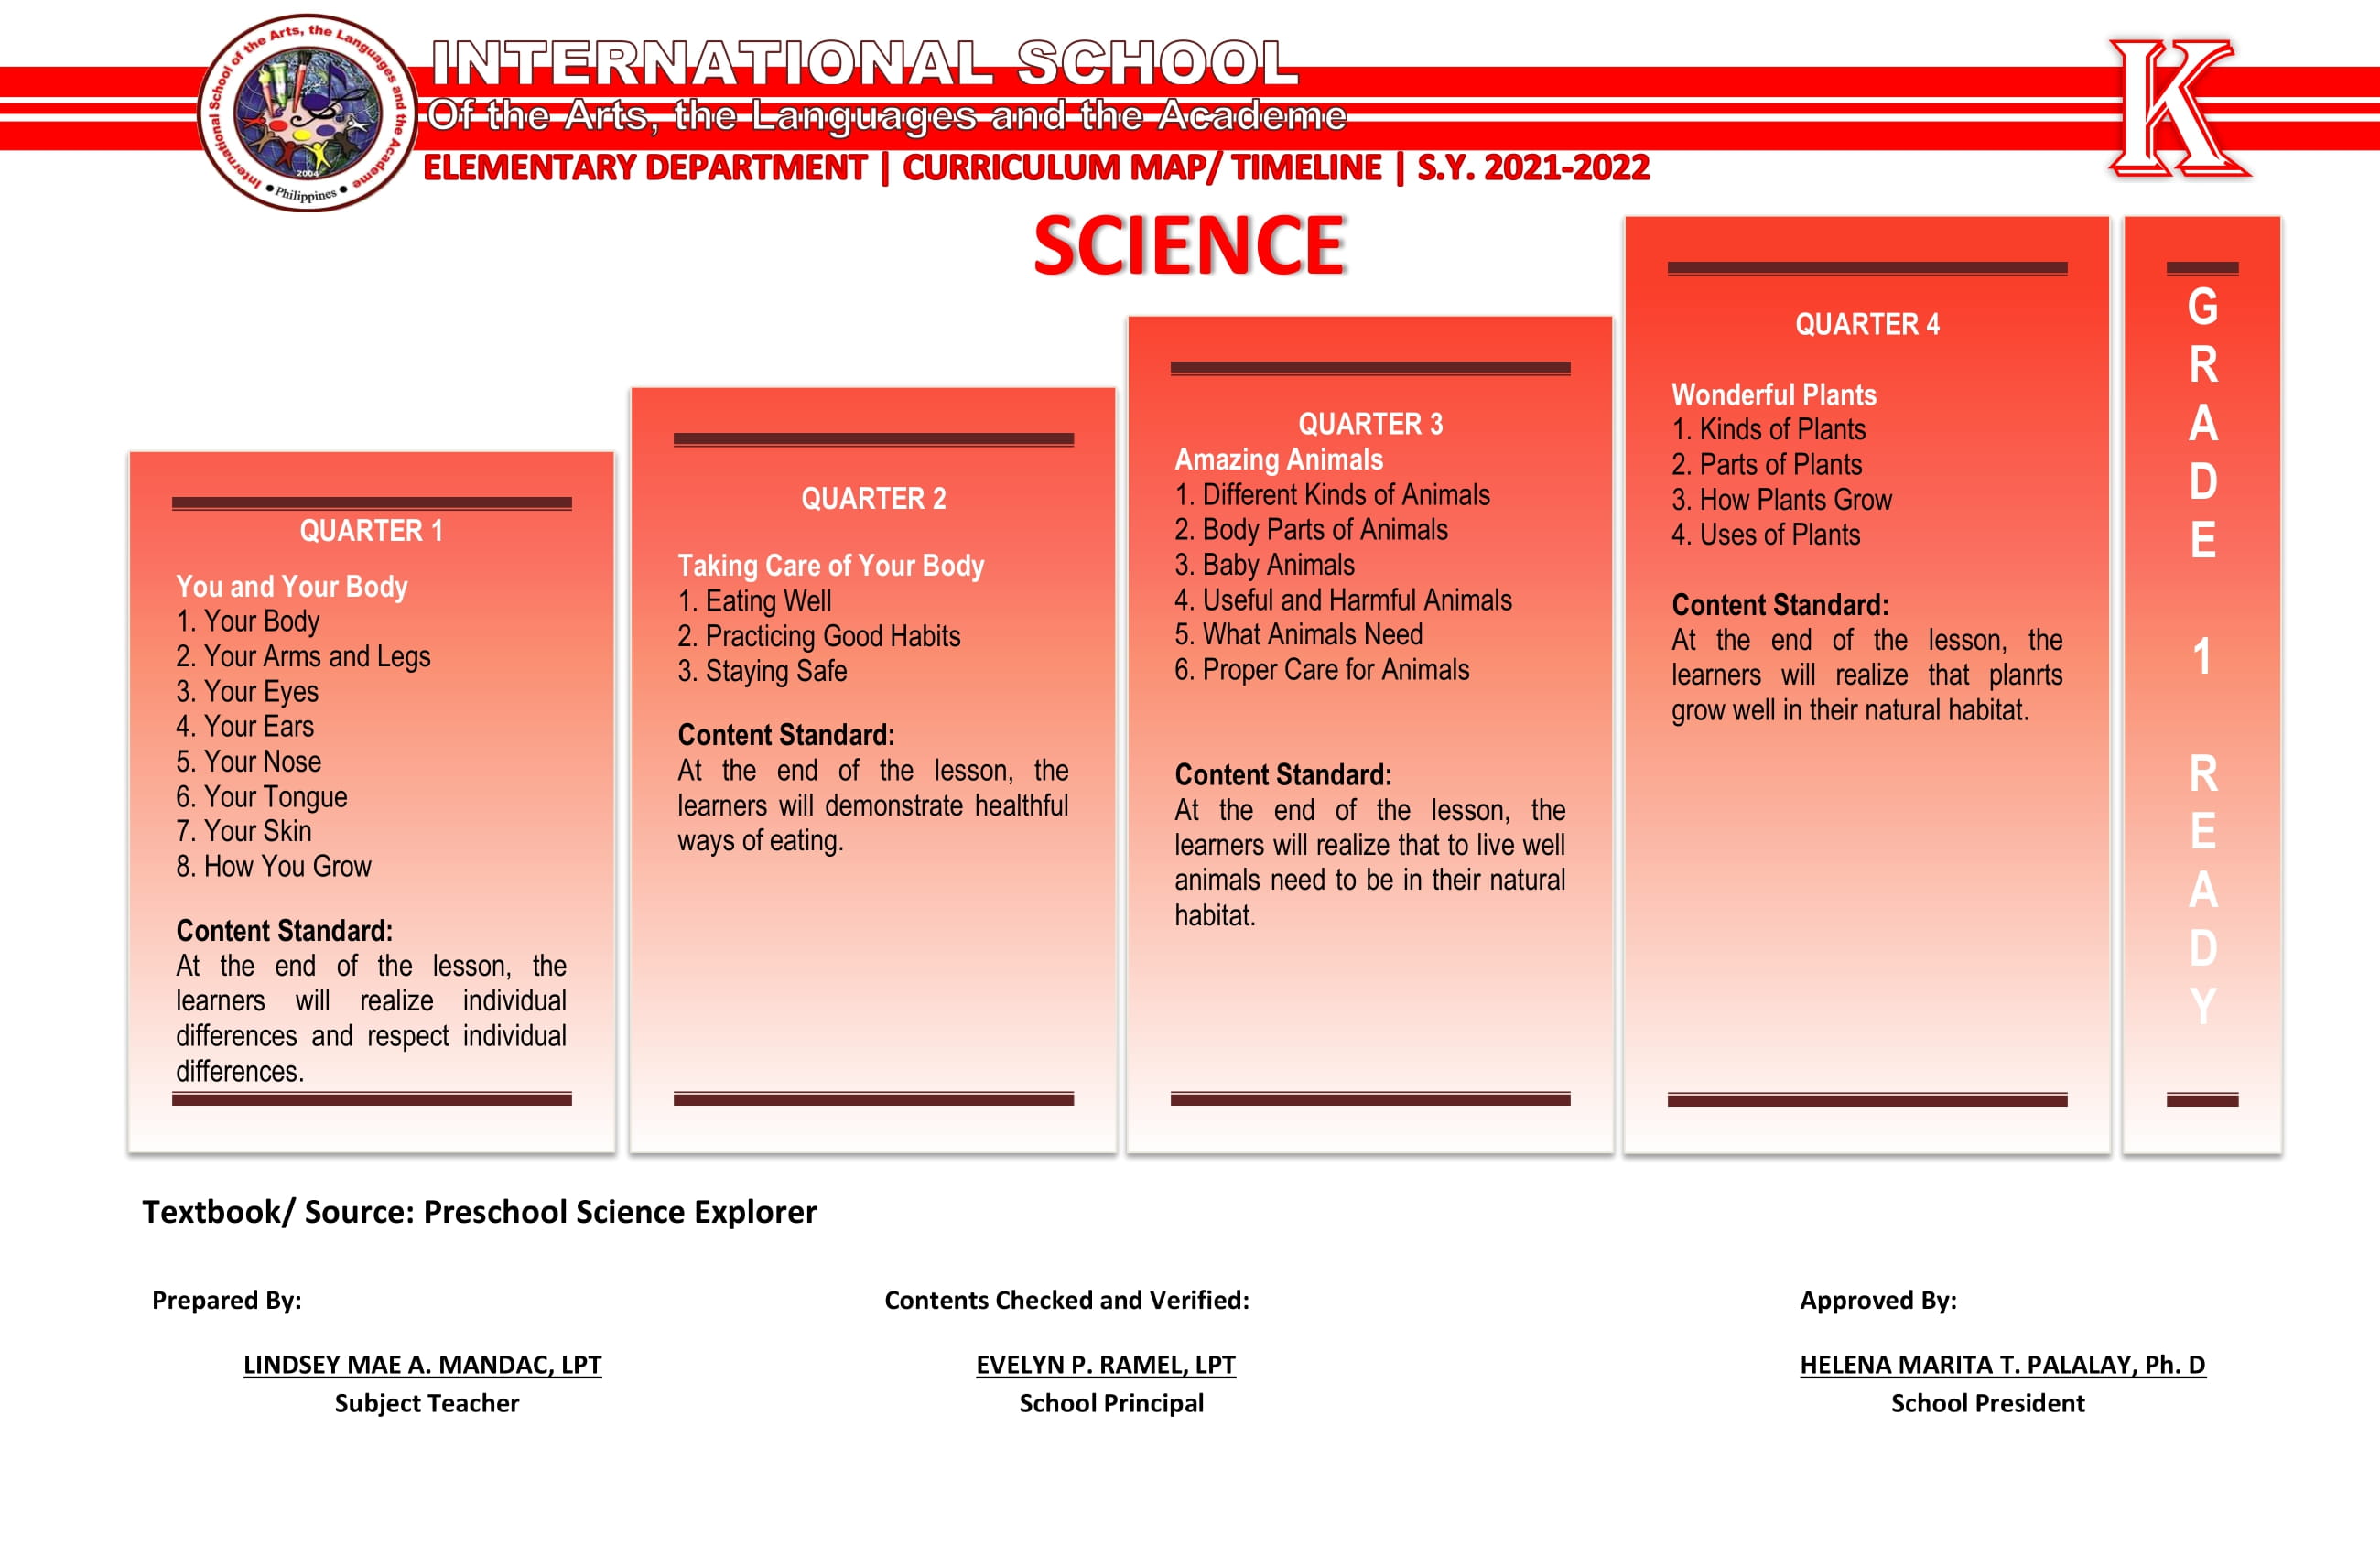 International School of the Arts, the Languages and the Academe
2004
• Philippines •
INTERNATIONAL SCHOOL
Of the Arts, the Languages and the Academe
ELEMENTARY DEPARTMENT | CURRICULUM MAP/ TIMELINE | S.Y. 2021-2022
K
SCIENCE
QUARTER 1
You and Your Body
1. Your Body
2. Your Arms and Legs
3. Your Eyes
4. Your Ears
5. Your Nose
6. Your Tongue
7. Your Skin
8. How You Grow
Content Standard:
At the end of the lesson, the
learners will realize individual
differences and respect individual
differences.
QUARTER 2
Taking Care of Your Body
1. Eating Well
2. Practicing Good Habits
3. Staying Safe
Content Standard:
At the end of the lesson, the
learners will demonstrate healthful
ways of eating.
QUARTER 3
Amazing Animals
1. Different Kinds of Animals
2. Body Parts of Animals
3. Baby Animals
4. Useful and Harmful Animals
5. What Animals Need
6. Proper Care for Animals
Content Standard:
At the end of the lesson, the
learners will realize that to live well
animals need to be in their natural
habitat.
QUARTER 4
Wonderful Plants
1. Kinds of Plants
2. Parts of Plants
3. How Plants Grow
4. Uses of Plants
Content Standard:
At the end of the lesson, the
learners will realize that planrts
grow well in their natural habitat.
G
R
A
D
E
1
R
E
A
D
Y
Textbook/ Source: Preschool Science Explorer
Prepared By:
LINDSEY MAE A. MANDAC, LPT
Subject Teacher
Contents Checked and Verified:
EVELYN P. RAMEL, LPT
School Principal
Approved By:
HELENA MARITA T. PALALAY, Ph. D
School President